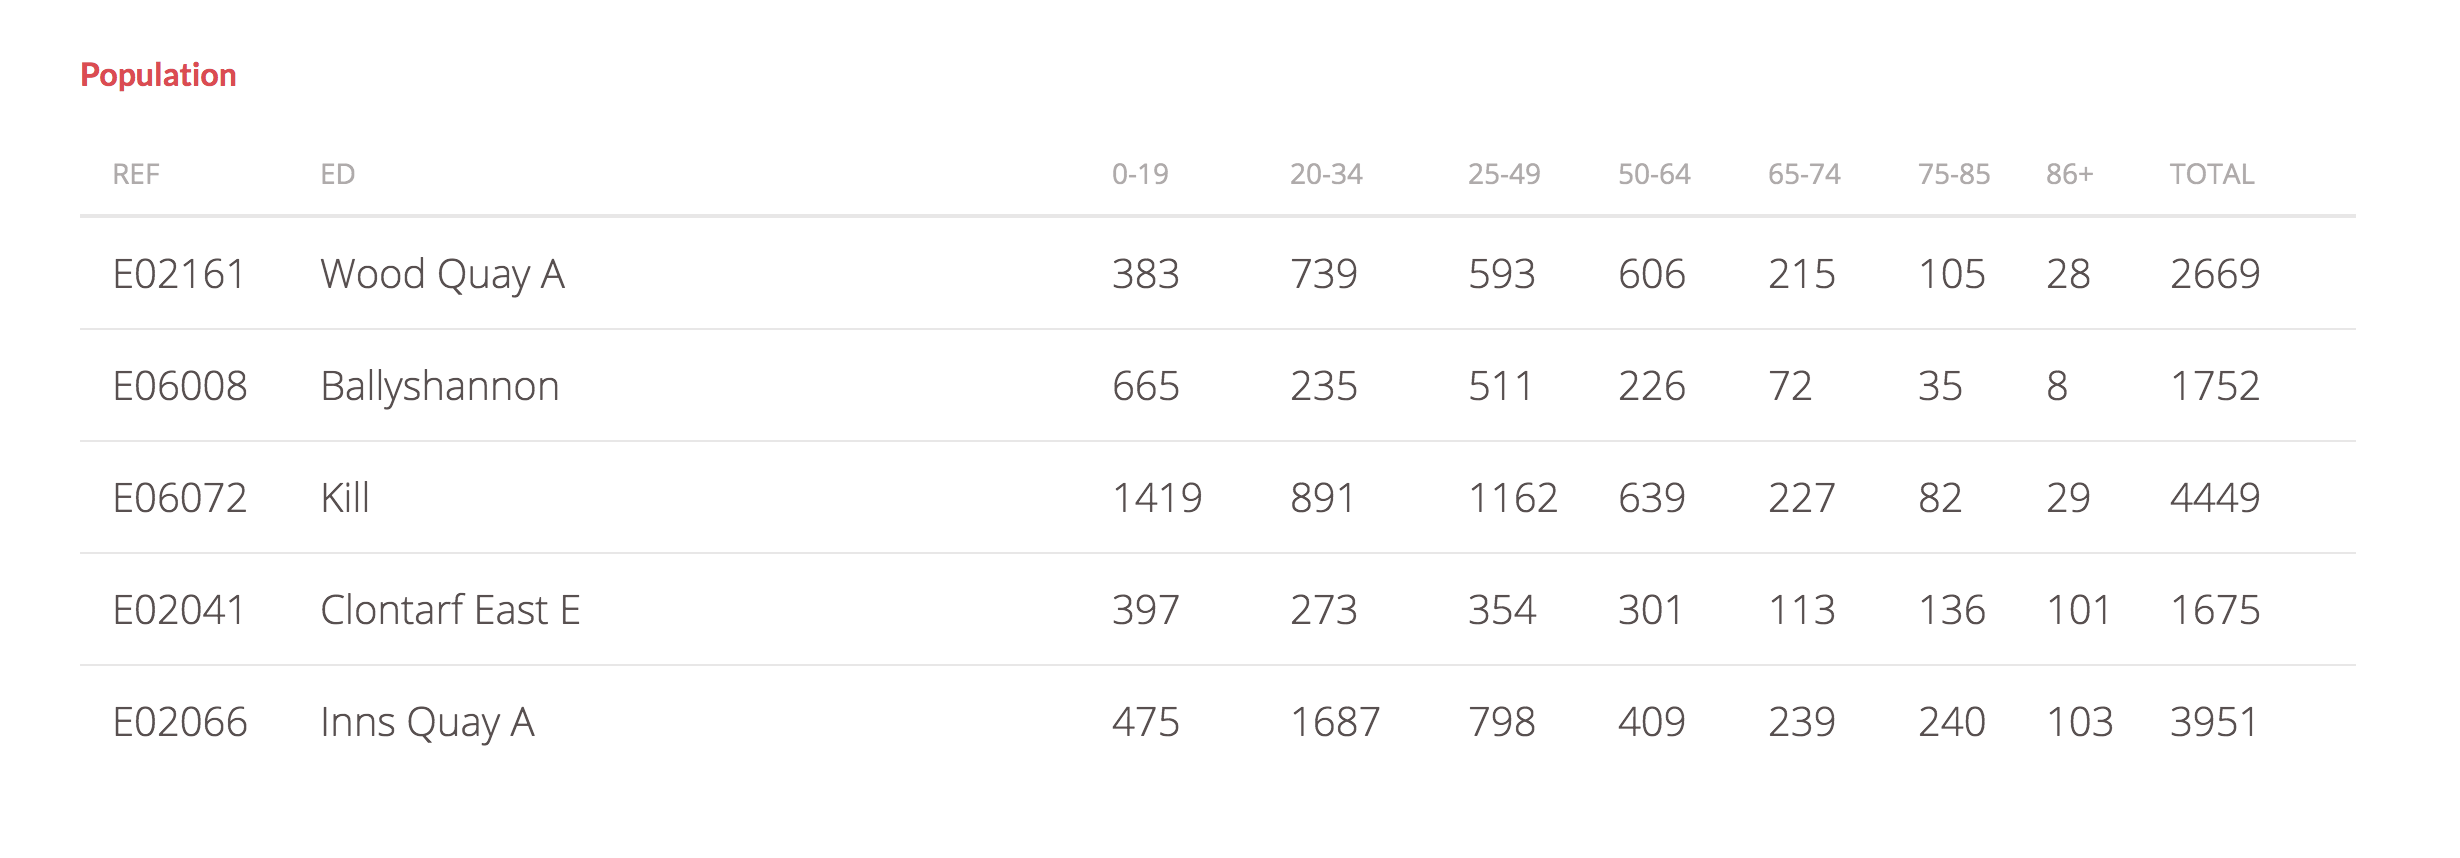 Population
REF ED 0-19 20-34 25-49 50-64 65-74 75-85 86+ TOTAL
E02161 Wood Quay A 383 739 593 606 215 105 28 2669
E06008 Ballyshannon 665 235 511 226 72 35 8 1752
E06072 Kill 1419 891 1162 639 227 82 29 4449
E02041 Clontarf East E 397 273 354 301 113 136 101 1675
E02066 Inns Quay A 475 1687 798 409 239 240 103 3951